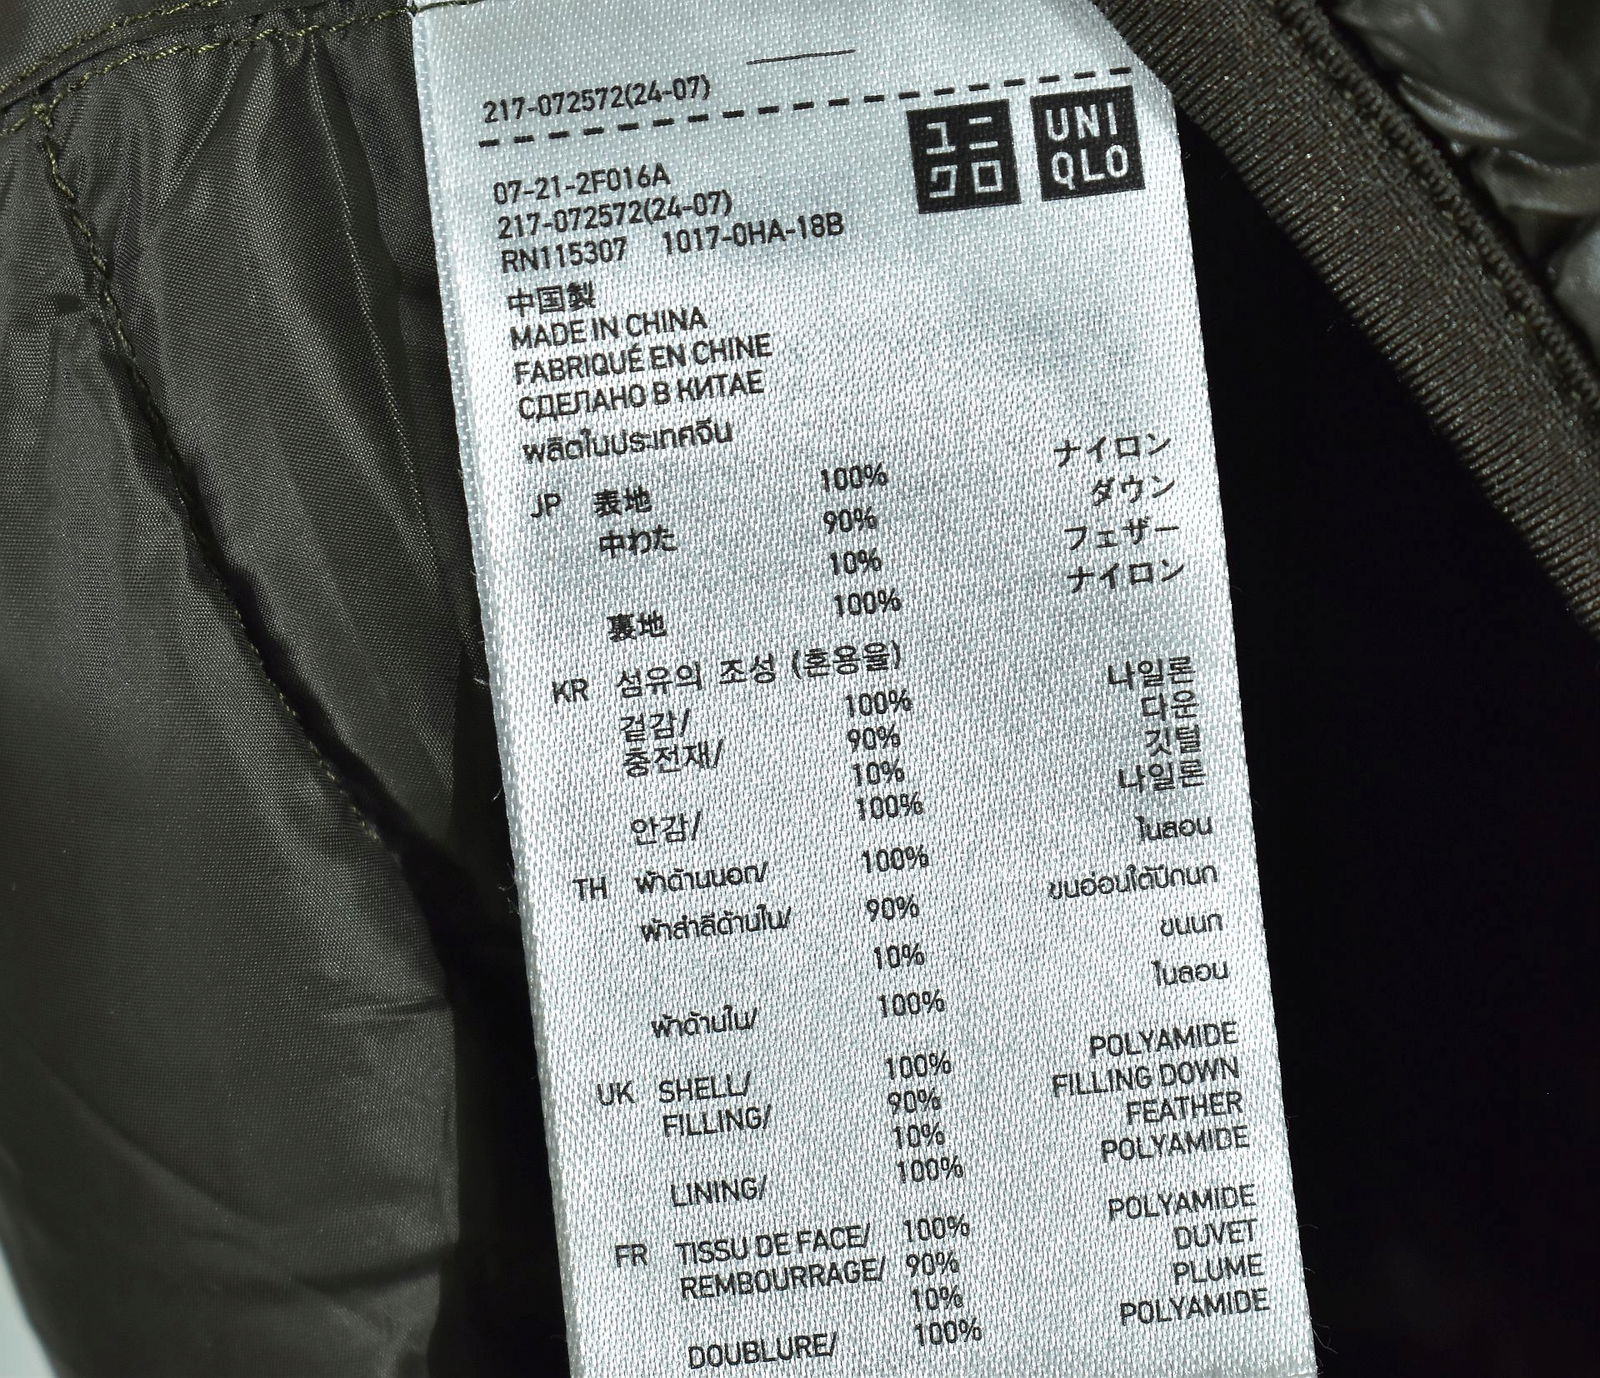 217-072572(24-07)
ユニクロ
UNIQLO
07-21-2F016A
217-072572(24-07)
RN115307 1017-0HA-18B
中国製
MADE IN CHINA
FABRIQUÉ EN CHINE
СДЕЛАНО В КИТАЕ
ผลิตในประเทศจีน
JP 表地 100% ナイロン
中わた 90% ダウン
10% フェザー
裏地 100% ナイロン
KR 섬유의 조성 (혼용율)
겉감/ 100% 나일론
충전재/ 90% 다운
10% 깃털
안감/ 100% 나일론
TH ผ้าด้านนอก/ 100% ไนลอน
ผ้าสำลีด้านใน/ 90% ขนอ่อนใต้ปีกนก
10% ขนนก
ผ้าด้านใน/ 100% ไนลอน
UK SHELL/ 100% POLYAMIDE
FILLING/ 90% FILLING DOWN
10% FEATHER
LINING/ 100% POLYAMIDE
FR TISSU DE FACE/ 100% POLYAMIDE
REMBOURRAGE/ 90% DUVET
10% PLUME
DOUBLURE/ 100% POLYAMIDE